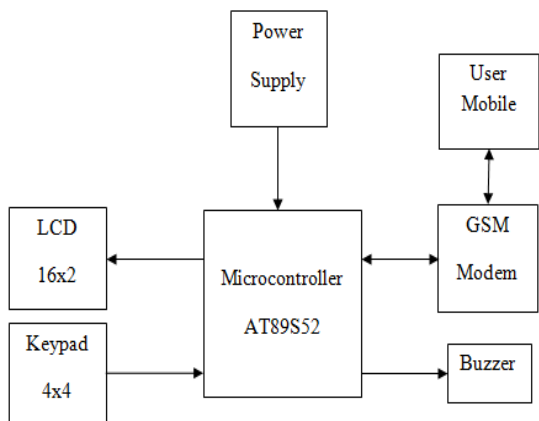 Power
Supply
User
Mobile
LCD
16x2
Microcontroller
AT89S52
GSM
Modem
Keypad
4x4
Buzzer